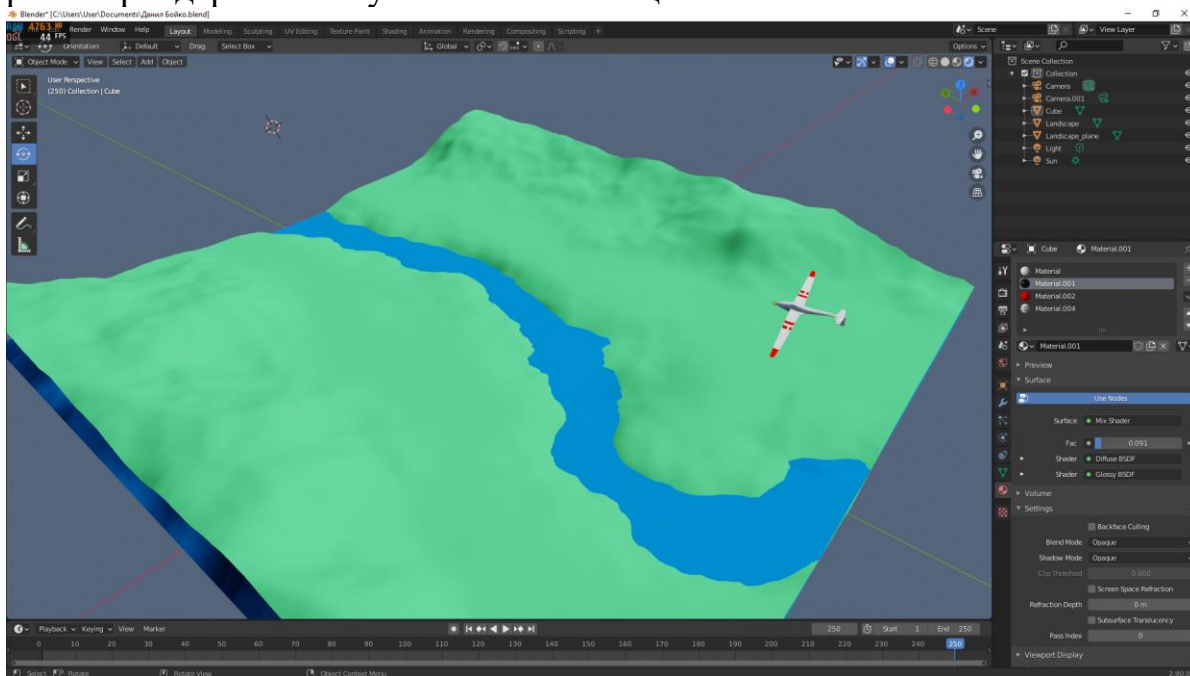 Blender* [C:\Users\User\Documents\Данил Бойко.blend]
4763
44 FPS
Render Window Help Layout Modeling Sculpting UV Editing Texture Paint Shading Animation Rendering Compositing Scripting +
Scene
View Layer
Orientation: Default Drag: Select Box
Global
Options
Object Mode View Select Add Object
User Perspective
(250) Collection | Cube
Scene Collection
Collection
Camera
Camera.001
Cube
Landscape
Landscape_plane
Light
Sun
Cube Material.001
Material
Material.001
Material.002
Material.004
Material.001
Preview
Surface
Use Nodes
Surface Mix Shader
Fac 0.091
Shader Diffuse BSDF
Shader Glossy BSDF
Volume
Settings
Backface Culling
Blend Mode Opaque
Shadow Mode Opaque
Clip Threshold 0.000
Screen Space Refraction
Refraction Depth 0 m
Subsurface Translucency
Pass Index 0
Viewport Display
Playback Keying View Marker
250 Start 1 End 250
0 10 20 30 40 50 60 70 80 90 100 110 120 130 140 150 160 170 180 190 200 210 220 230 240 250
Select Rotate Rotate View Object Context Menu
2.90.0